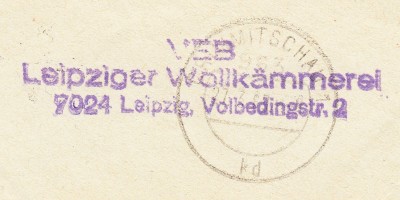 VEB
Leipziger Wollkämmerei
7024 Leipzig, Volbedingstr. 2
MITSCHA
kd